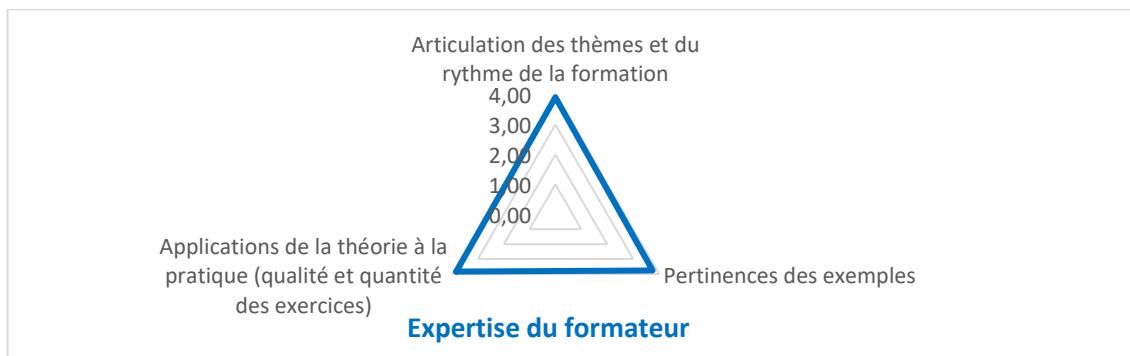 Articulation des thèmes et du
rythme de la formation
4,00
3,00
2,00
1,00
0,00
Applications de la théorie à la
pratique (qualité et quantité
des exercices)
Pertinences des exemples
Expertise du formateur